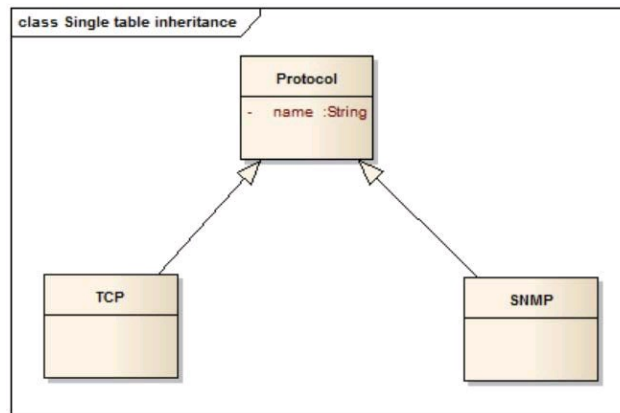 class Single table inheritance
Protocol
- name :String
TCP
SNMP